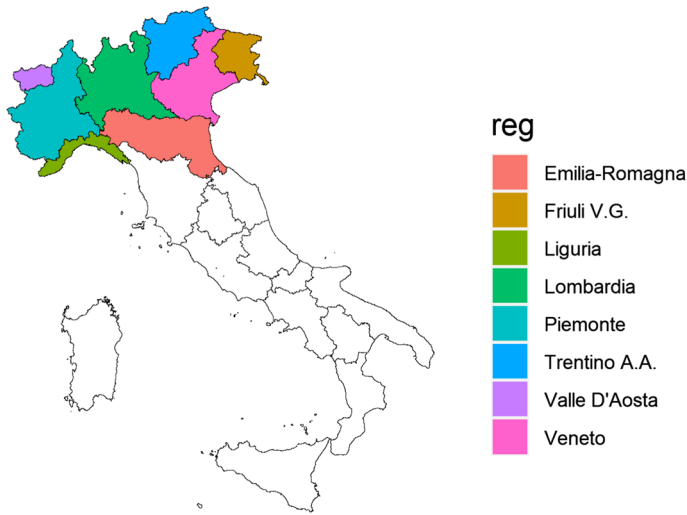 reg
Emilia-Romagna
Friuli V.G.
Liguria
Lombardia
Piemonte
Trentino A.A.
Valle D'Aosta
Veneto